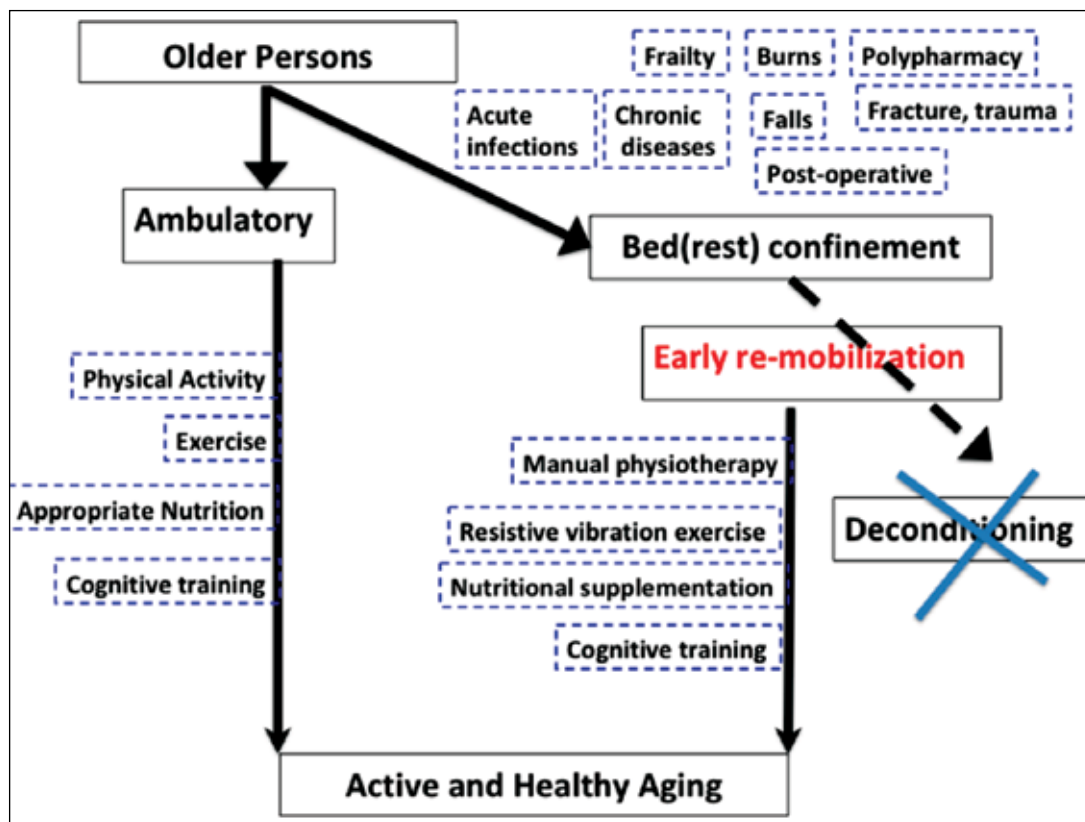 Older Persons
Frailty
Burns
Polypharmacy
Acute
infections
Chronic
diseases
Falls
Fracture, trauma
Post-operative
Ambulatory
Bed(rest) confinement
Early re-mobilization
Physical Activity
Exercise
Appropriate Nutrition
Cognitive training
Manual physiotherapy
Resistive vibration exercise
Nutritional supplementation
Cognitive training
Deconditioning
Active and Healthy Aging